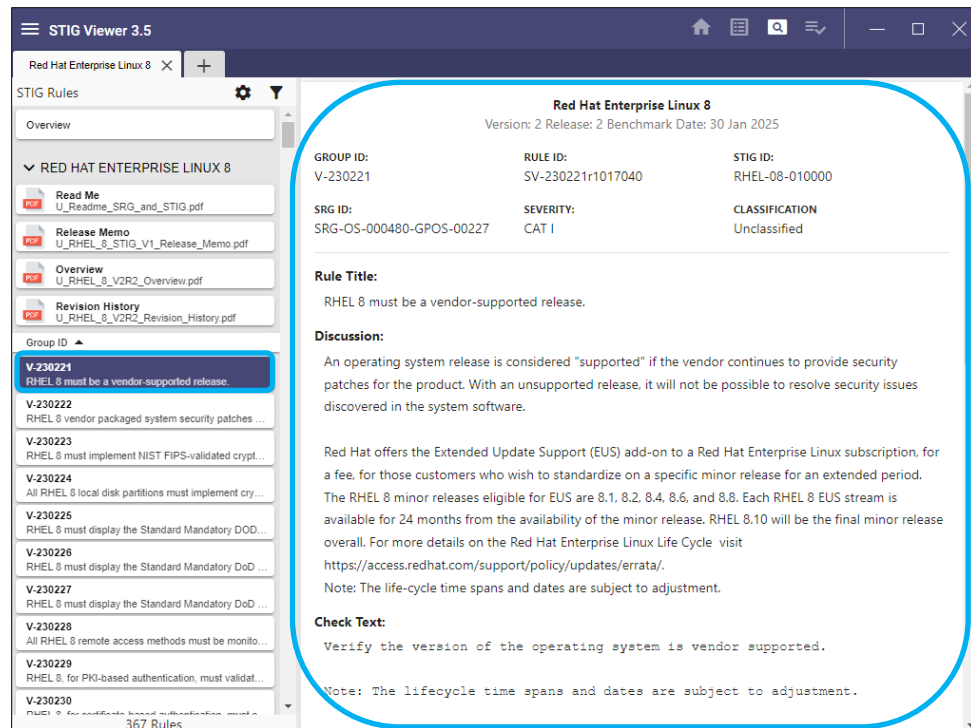 STIG Viewer 3.5
Red Hat Enterprise Linux 8
STIG Rules
Overview
RED HAT ENTERPRISE LINUX 8
PDF
Read Me
U_Readme_SRG_and_STIG.pdf
PDF
Release Memo
U_RHEL_8_STIG_V1_Release_Memo.pdf
PDF
Overview
U_RHEL_8_V2R2_Overview.pdf
PDF
Revision History
U_RHEL_8_V2R2_Revision_History.pdf
Group ID
V-230221
RHEL 8 must be a vendor-supported release.
V-230222
RHEL 8 vendor packaged system security patches ...
V-230223
RHEL 8 must implement NIST FIPS-validated crypt...
V-230224
All RHEL 8 local disk partitions must implement cry...
V-230225
RHEL 8 must display the Standard Mandatory DOD...
V-230226
RHEL 8 must display the Standard Mandatory DoD ...
V-230227
RHEL 8 must display the Standard Mandatory DoD ...
V-230228
All RHEL 8 remote access methods must be monito...
V-230229
RHEL 8, for PKI-based authentication, must validat...
V-230230
367 Rules
Red Hat Enterprise Linux 8
Version: 2 Release: 2 Benchmark Date: 30 Jan 2025
GROUP ID: RULE ID: STIG ID:
V-230221 SV-230221r1017040 RHEL-08-010000
SRG ID: SEVERITY: CLASSIFICATION
SRG-OS-000480-GPOS-00227 CAT I Unclassified
Rule Title:
RHEL 8 must be a vendor-supported release.
Discussion:
An operating system release is considered "supported" if the vendor continues to provide security
patches for the product. With an unsupported release, it will not be possible to resolve security issues
discovered in the system software.
Red Hat offers the Extended Update Support (EUS) add-on to a Red Hat Enterprise Linux subscription, for
a fee, for those customers who wish to standardize on a specific minor release for an extended period.
The RHEL 8 minor releases eligible for EUS are 8.1, 8.2, 8.4, 8.6, and 8.8. Each RHEL 8 EUS stream is
available for 24 months from the availability of the minor release. RHEL 8.10 will be the final minor release
overall. For more details on the Red Hat Enterprise Linux Life Cycle visit
https://access.redhat.com/support/policy/updates/errata/.
Note: The life-cycle time spans and dates are subject to adjustment.
Check Text:
Verify the version of the operating system is vendor supported.
Note: The lifecycle time spans and dates are subject to adjustment.